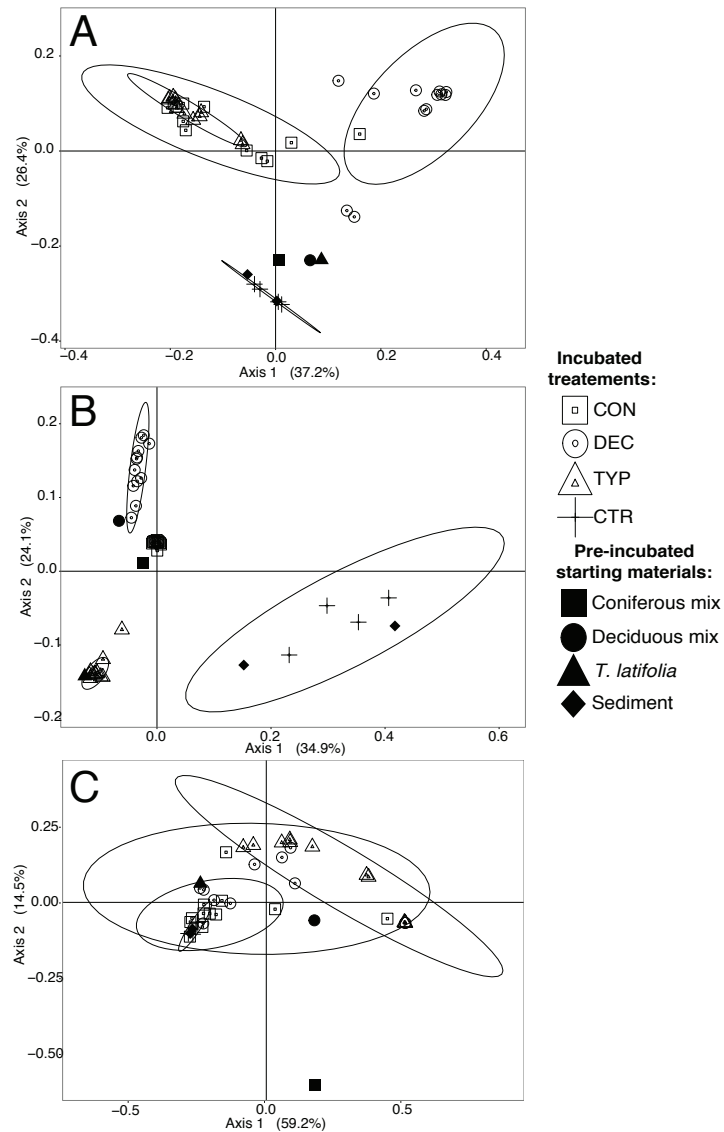 A
0.2
0.0
−0.2
−0.4
Axis 2 (26.4%)
−0.4
−0.2
0.0
0.2
0.4
Axis 1 (37.2%)
B
0.2
0.1
0.0
−0.1
−0.2
Axis 2 (24.1%)
0.0
0.2
0.4
0.6
Axis 1 (34.9%)
C
0.25
0.00
−0.25
−0.50
Axis 2 (14.5%)
−0.5
0.0
0.5
Axis 1 (59.2%)
Incubated
treatements:
CON
DEC
TYP
CTR
Pre-incubated
starting materials:
Coniferous mix
Deciduous mix
T. latifolia
Sediment